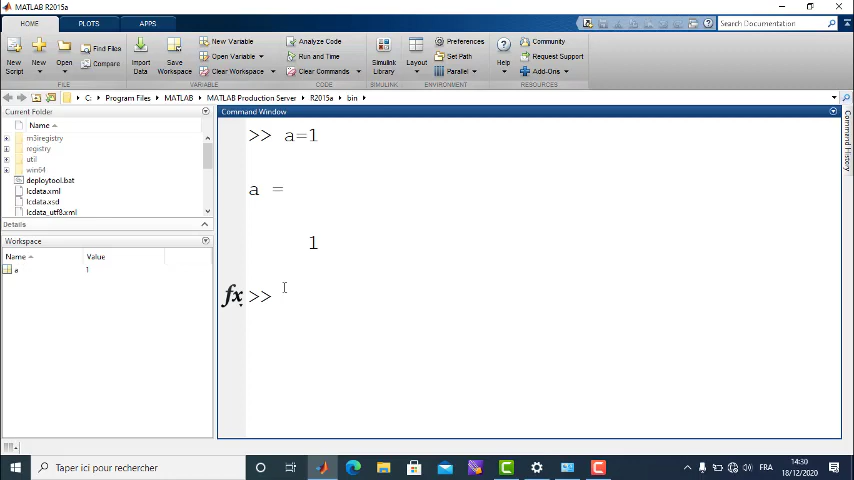 MATLAB R2015a
HOME PLOTS APPS
Search Documentation
New Script
New
Open
Find Files
Compare
FILE
Import Data
Save Workspace
New Variable
Open Variable
Clear Workspace
VARIABLE
Analyze Code
Run and Time
Clear Commands
CODE
Simulink Library
SIMULINK
Layout
Preferences
Set Path
Parallel
ENVIRONMENT
Help
Community
Request Support
Add-Ons
RESOURCES
C: Program Files MATLAB MATLAB Production Server R2015a bin
Current Folder
Name
m3iregistry
registry
util
win64
deploytool.bat
lcdata.xml
lcdata.xsd
lcdata_utf8.xml
Details
Workspace
Name Value
a 1
Command Window
>> a=1
a =
1
fx >>
Command History
Taper ici pour rechercher
FRA
14:30
18/12/2020